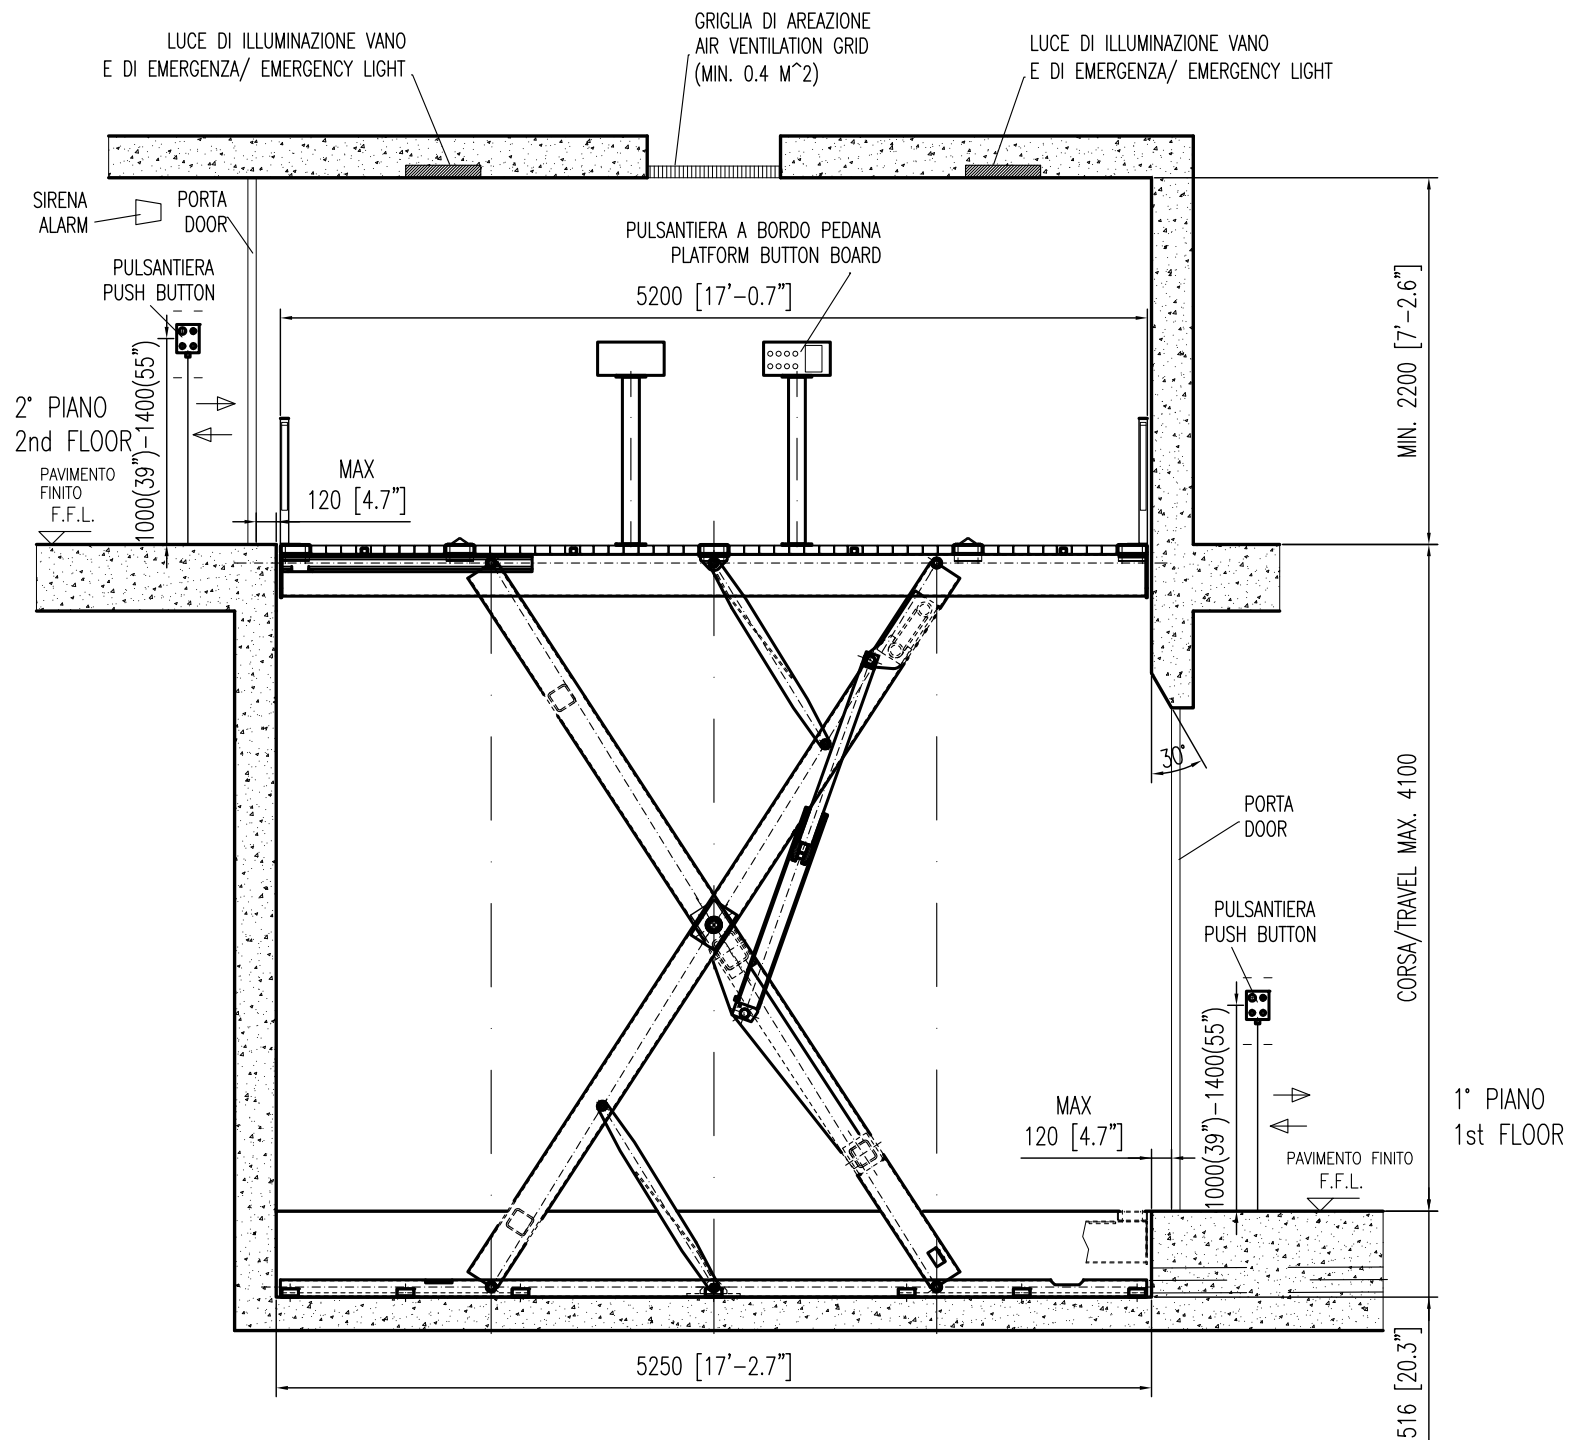 GRIGLIA DI AREAZIONE
AIR VENTILATION GRID
(MIN. 0.4 M^2)
LUCE DI ILLUMINAZIONE VANO
E DI EMERGENZA/ EMERGENCY LIGHT
LUCE DI ILLUMINAZIONE VANO
E DI EMERGENZA/ EMERGENCY LIGHT
SIRENA
ALARM
PORTA
DOOR
PULSANTIERA
PUSH BUTTON
PULSANTIERA A BORDO PEDANA
PLATFORM BUTTON BOARD
5200 [17'-0.7"]
MIN. 2200 [7'-2.6"]
1000(39")-1400(55")
2° PIANO
2nd FLOOR
PAVIMENTO
FINITO
F.F.L.
MAX
120 [4.7"]
30°
CORSA/TRAVEL MAX. 4100
PORTA
DOOR
PULSANTIERA
PUSH BUTTON
1000(39")-1400(55")
MAX
120 [4.7"]
1° PIANO
1st FLOOR
PAVIMENTO FINITO
F.F.L.
5250 [17'-2.7"]
516 [20.3"]